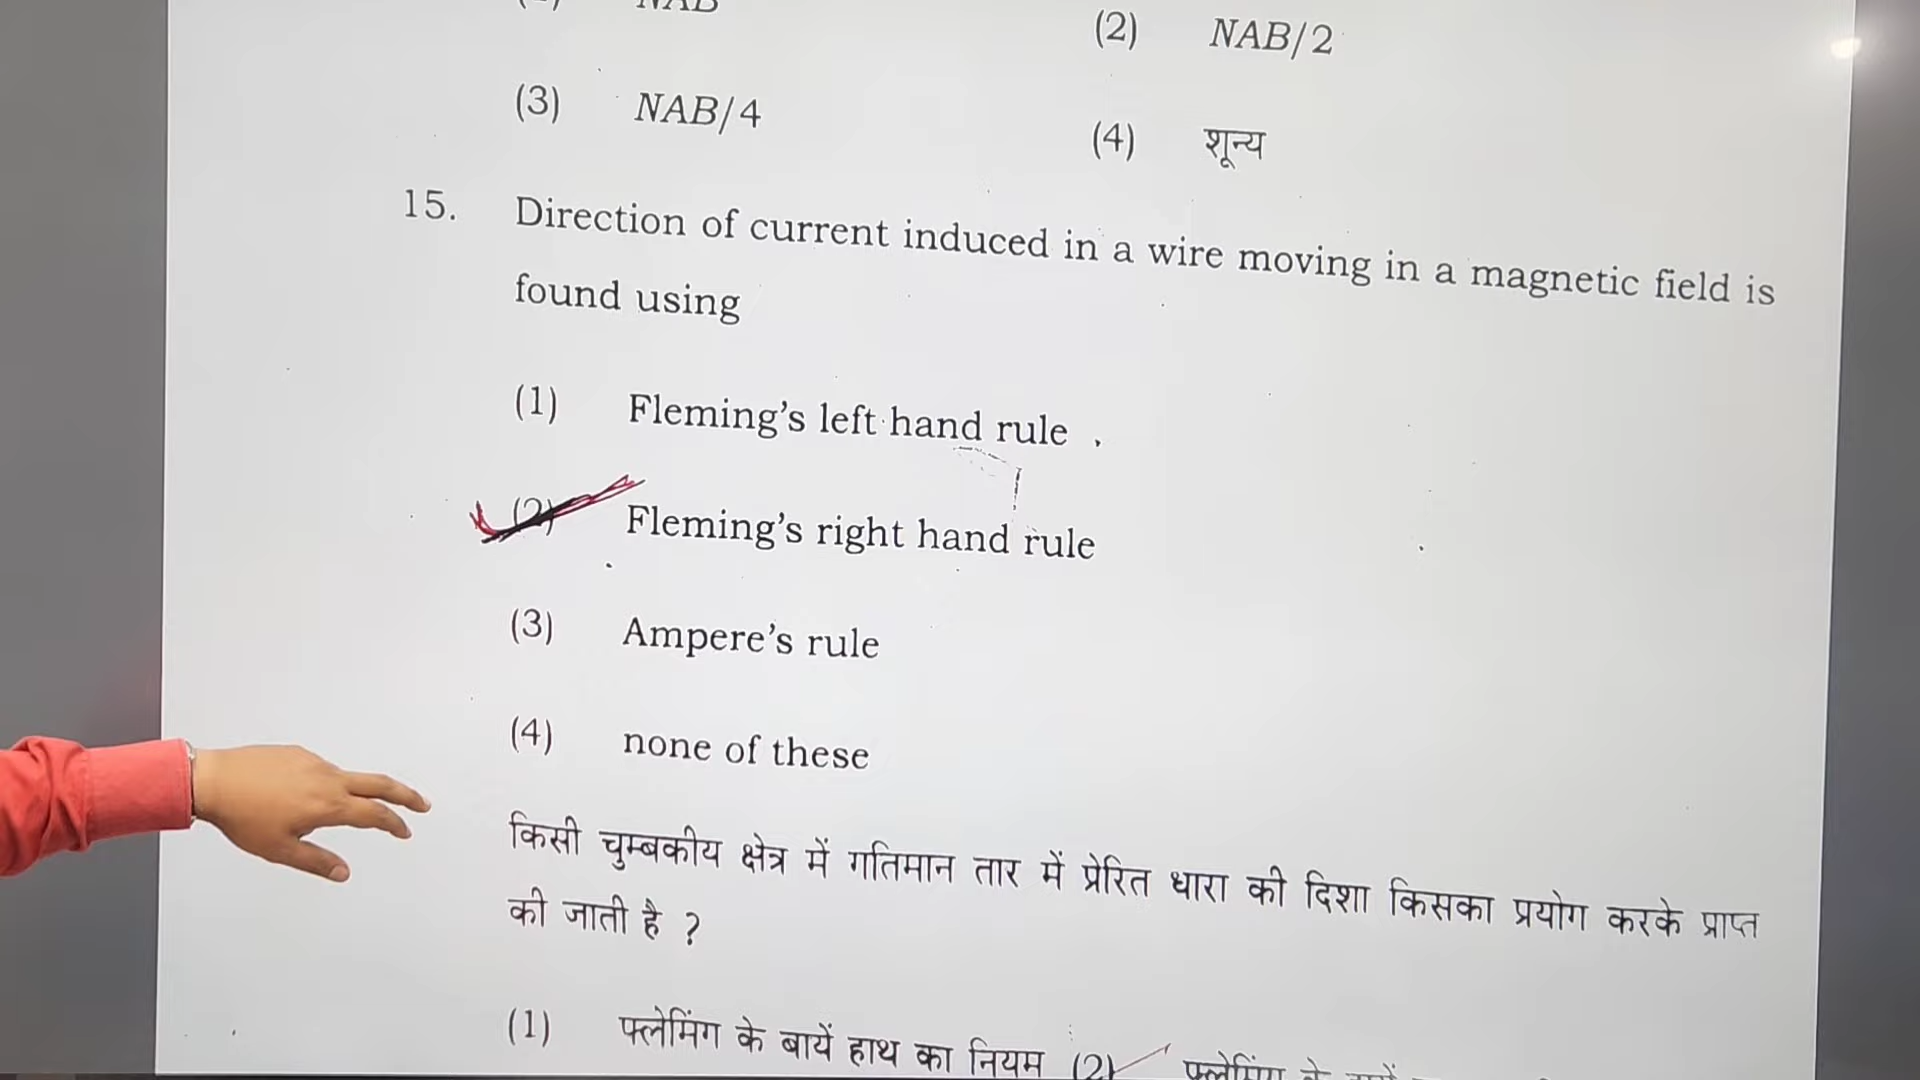 NAB
(2) NAB/2
(3) NAB/4
(4) शून्य
15. Direction of current induced in a wire moving in a magnetic field is
found using
(1) Fleming's left hand rule
(2) Fleming's right hand rule
(3) Ampere's rule
(4) none of these
किसी चुम्बकीय क्षेत्र में गतिमान तार में प्रेरित धारा की दिशा किसका प्रयोग करके प्राप्त
की जाती है ?
(1) फ्लेमिंग के बायें हाथ का नियम (2) फ्लेमिंग के